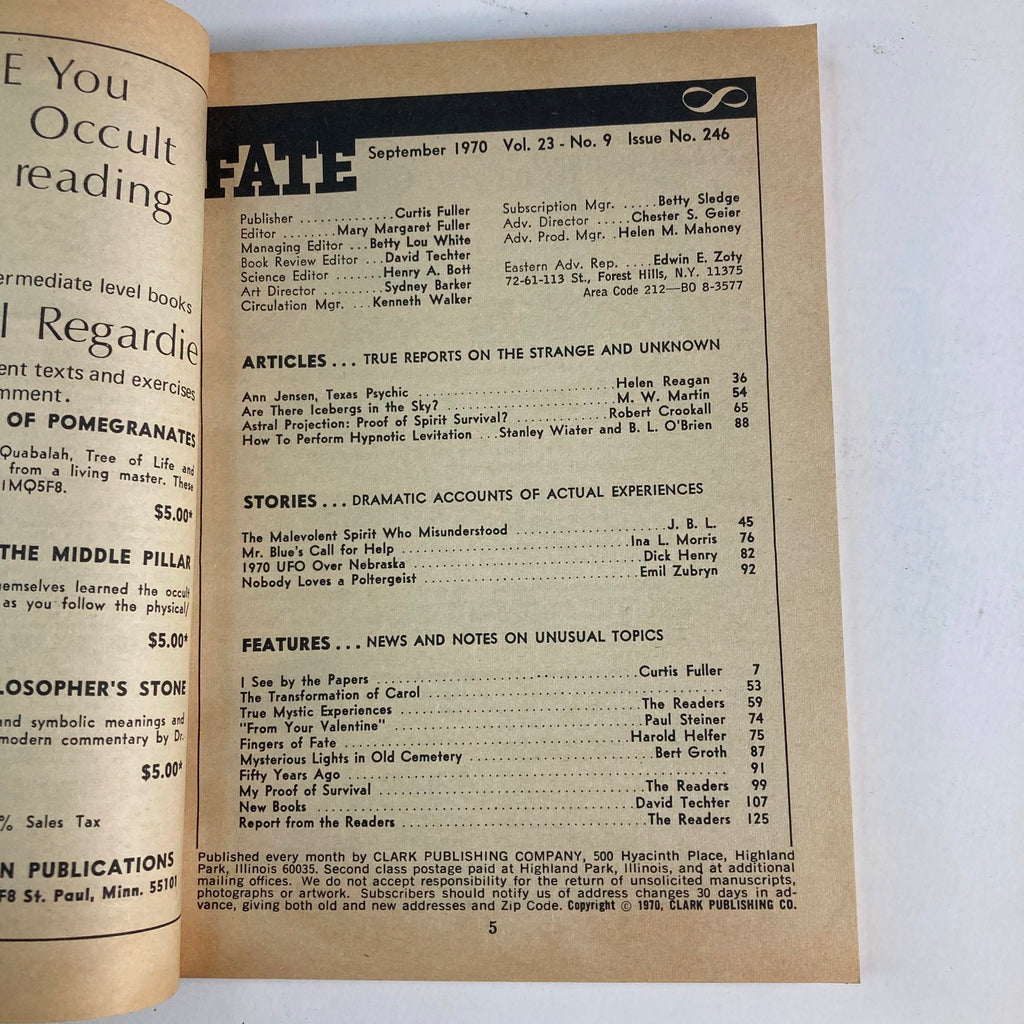 E You
Occult
reading
ermediate level books
l Regardie
ent texts and exercises
mment.
OF POMEGRANATES
Quabalah, Tree of Life and
from a living master. These
1MQ5F8.
$5.00*
THE MIDDLE PILLAR
emselves learned the occult
as you follow the physical/
$5.00*
LOSOPHER'S STONE
and symbolic meanings and
modern commentary by Dr.
$5.00*
% Sales Tax
N PUBLICATIONS
F8 St. Paul, Minn. 55101
FATE
September 1970 Vol. 23 - No. 9 Issue No. 246
Publisher .............Curtis Fuller
Editor ........Mary Margaret Fuller
Managing Editor ...Betty Lou White
Book Review Editor ...David Techter
Science Editor .......Henry A. Bott
Art Director .........Sydney Barker
Circulation Mgr. ...Kenneth Walker
Subscription Mgr. .....Betty Sledge
Adv. Director .....Chester S. Geier
Adv. Prod. Mgr. .Helen M. Mahoney
Eastern Adv. Rep. ....Edwin E. Zoty
72-61-113 St., Forest Hills, N.Y. 11375
Area Code 212—BO 8-3577
ARTICLES ... TRUE REPORTS ON THE STRANGE AND UNKNOWN
Ann Jensen, Texas Psychic ..............................Helen Reagan 36
Are There Icebergs in the Sky? ..........................M. W. Martin 54
Astral Projection: Proof of Spirit Survival? ..............Robert Crookall 65
How To Perform Hypnotic Levitation ...Stanley Wiater and B. L. O'Brien 88
STORIES ... DRAMATIC ACCOUNTS OF ACTUAL EXPERIENCES
The Malevolent Spirit Who Misunderstood .......................J. B. L. 45
Mr. Blue's Call for Help .................................Ina L. Morris 76
1970 UFO Over Nebraska ..................................Dick Henry 82
Nobody Loves a Poltergeist ................................Emil Zubryn 92
FEATURES ... NEWS AND NOTES ON UNUSUAL TOPICS
I See by the Papers ......................................Curtis Fuller 7
The Transformation of Carol ........................................... 53
True Mystic Experiences ..................................The Readers 59
"From Your Valentine" .....................................Paul Steiner 74
Fingers of Fate .........................................Harold Helfer 75
Mysterious Lights in Old Cemetery ...........................Bert Groth 87
Fifty Years Ago ...................................................... 91
My Proof of Survival ......................................The Readers 99
New Books ..............................................David Techter 107
Report from the Readers ...................................The Readers 125
Published every month by CLARK PUBLISHING COMPANY, 500 Hyacinth Place, Highland
Park, Illinois 60035. Second class postage paid at Highland Park, Illinois, and at additional
mailing offices. We do not accept responsibility for the return of unsolicited manuscripts,
photographs or artwork. Subscribers should notify us of address changes 30 days in ad-
vance, giving both old and new addresses and Zip Code. Copyright © 1970, CLARK PUBLISHING CO.
5